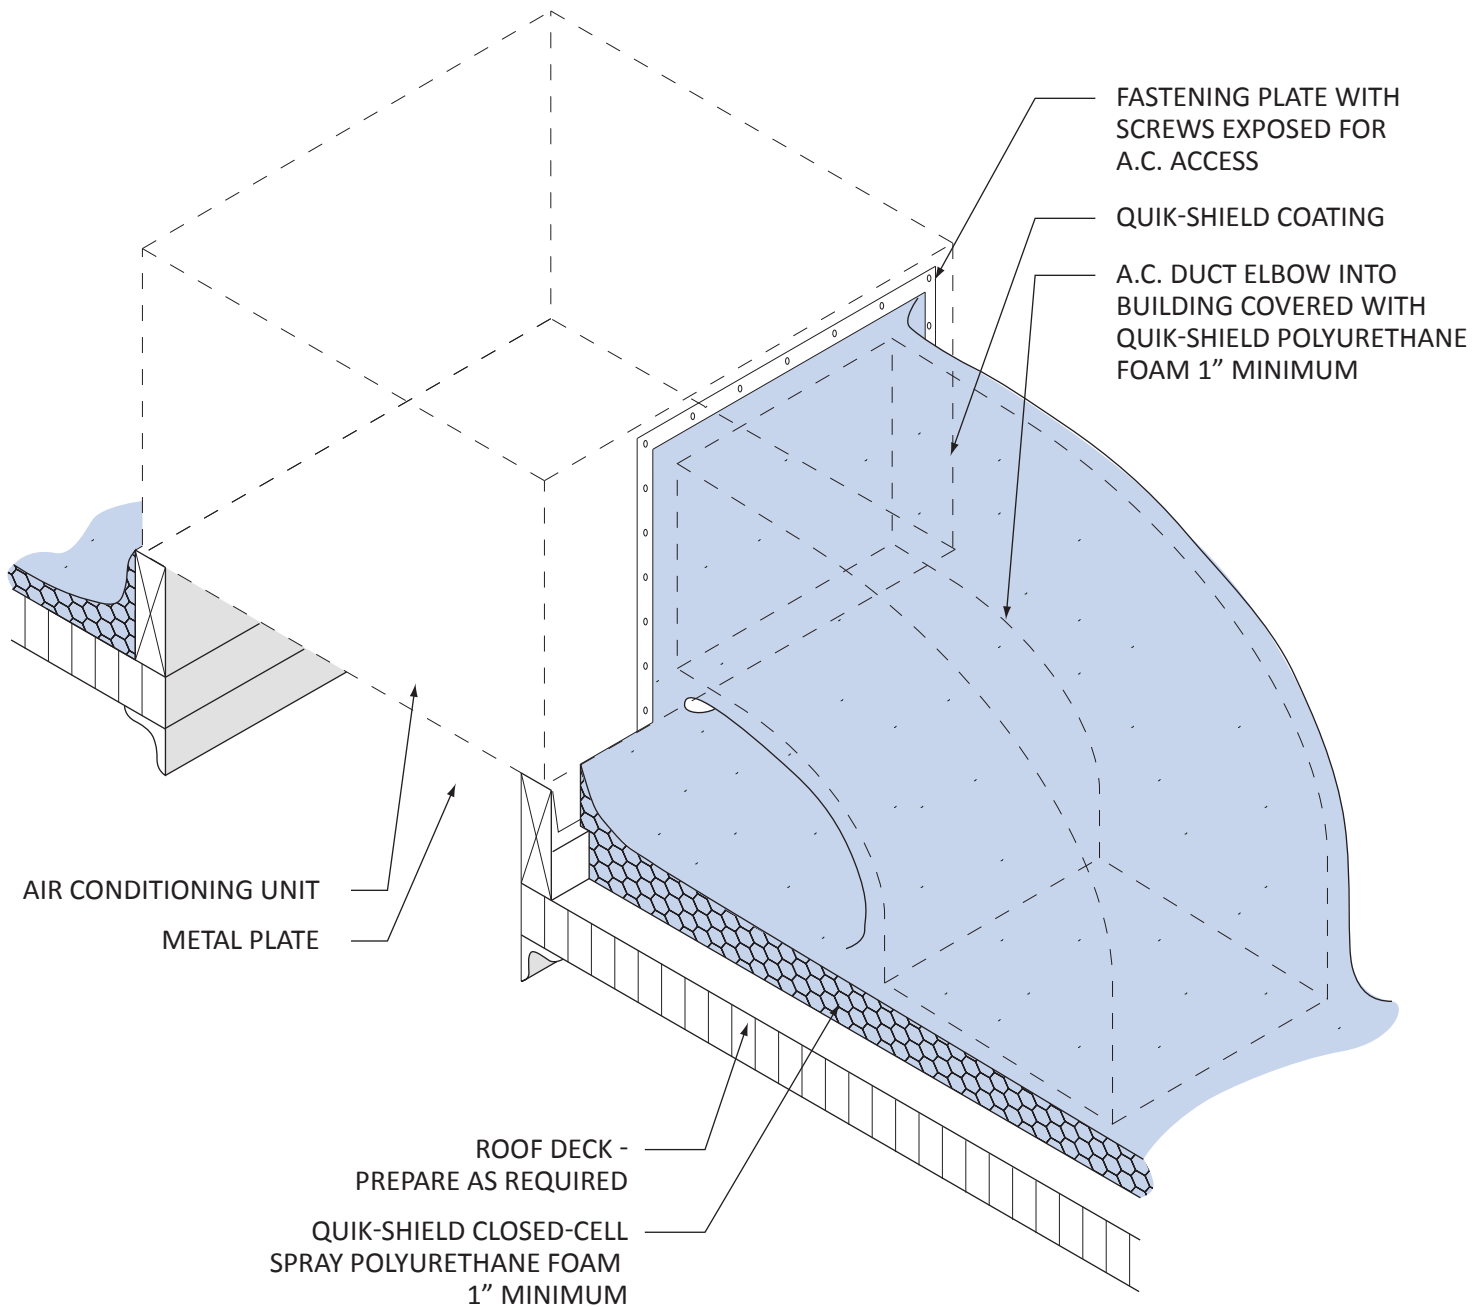 FASTENING PLATE WITH
SCREWS EXPOSED FOR
A.C. ACCESS
QUIK-SHIELD COATING
A.C. DUCT ELBOW INTO
BUILDING COVERED WITH
QUIK-SHIELD POLYURETHANE
FOAM 1” MINIMUM
AIR CONDITIONING UNIT
METAL PLATE
ROOF DECK -
PREPARE AS REQUIRED
QUIK-SHIELD CLOSED-CELL
SPRAY POLYURETHANE FOAM
1” MINIMUM